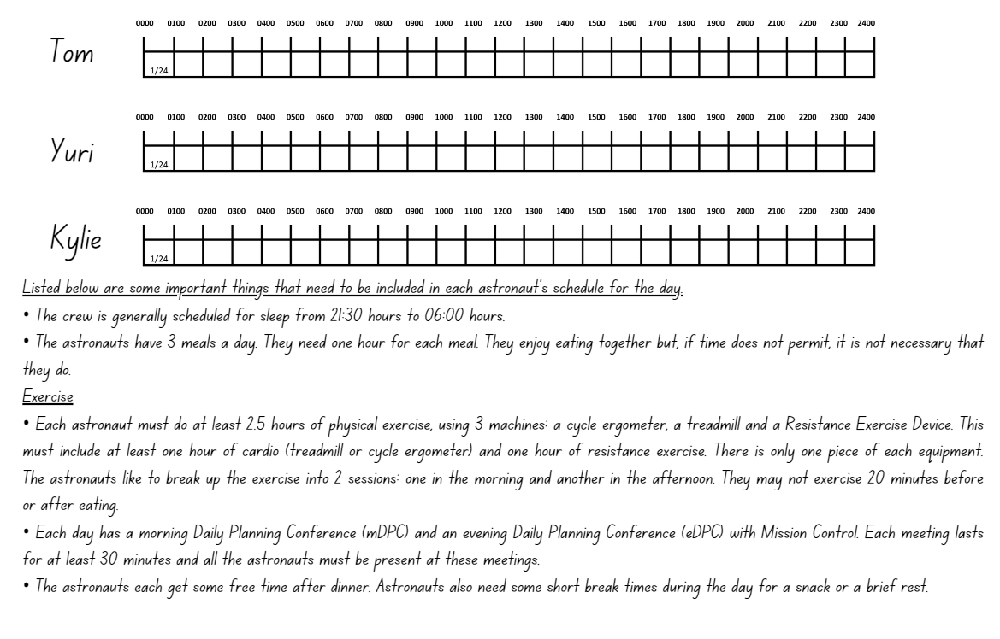 0000 0100 0200 0300 0400 0500 0600 0700 0800 0900 1000 1100 1200 1300 1400 1500 1600 1700 1800 1900 2000 2100 2200 2300 2400
Tom
1/24
0000 0100 0200 0300 0400 0500 0600 0700 0800 0900 1000 1100 1200 1300 1400 1500 1600 1700 1800 1900 2000 2100 2200 2300 2400
Yuri
1/24
0000 0100 0200 0300 0400 0500 0600 0700 0800 0900 1000 1100 1200 1300 1400 1500 1600 1700 1800 1900 2000 2100 2200 2300 2400
Kylie
1/24
Listed below are some important things that need to be included in each astronaut's schedule for the day.
• The crew is generally scheduled for sleep from 21:30 hours to 06:00 hours.
• The astronauts have 3 meals a day. They need one hour for each meal. They enjoy eating together but, if time does not permit, it is not necessary that
they do.
Exercise
• Each astronaut must do at least 2.5 hours of physical exercise, using 3 machines: a cycle ergometer, a treadmill and a Resistance Exercise Device. This
must include at least one hour of cardio (treadmill or cycle ergometer) and one hour of resistance exercise. There is only one piece of each equipment.
The astronauts like to break up the exercise into 2 sessions: one in the morning and another in the afternoon. They may not exercise 20 minutes before
or after eating.
• Each day has a morning Daily Planning Conference (mDPC) and an evening Daily Planning Conference (eDPC) with Mission Control. Each meeting lasts
for at least 30 minutes and all the astronauts must be present at these meetings.
• The astronauts each get some free time after dinner. Astronauts also need some short break times during the day for a snack or a brief rest.